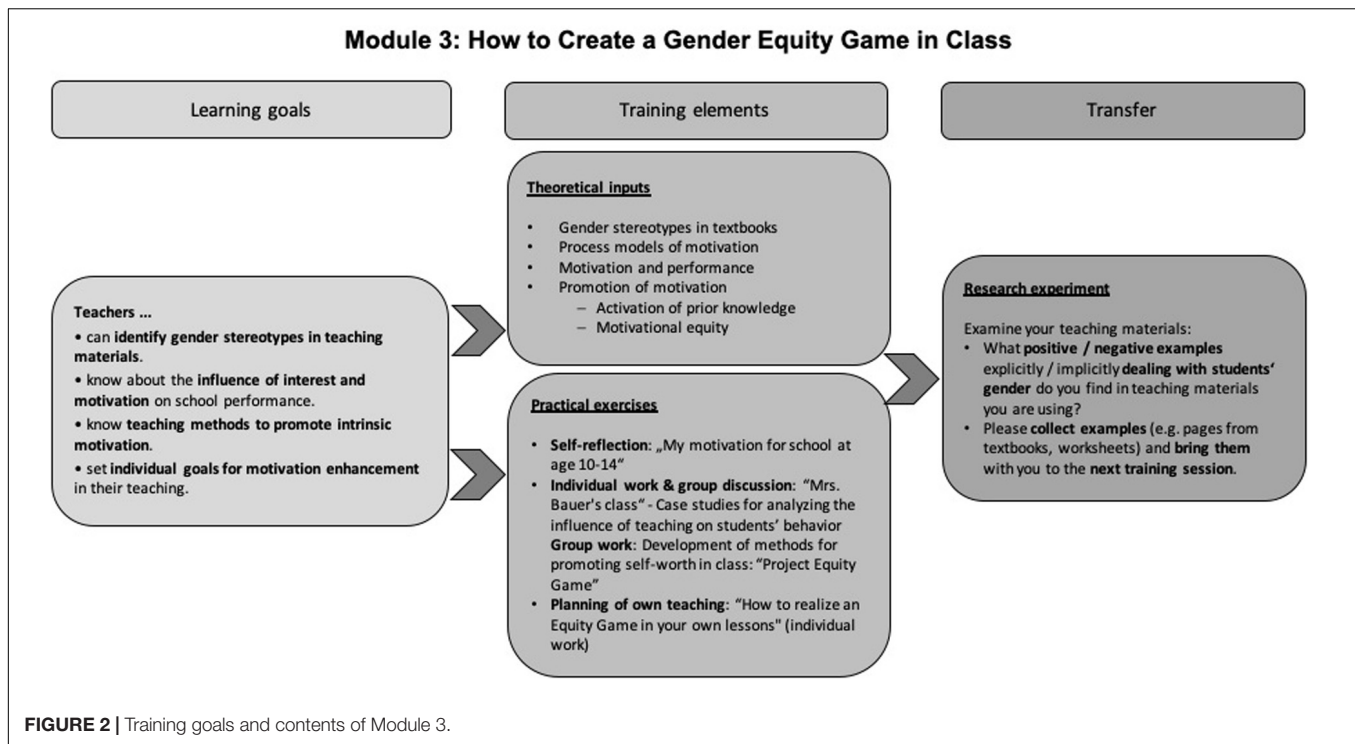 Module 3: How to Create a Gender Equity Game in Class
Learning goals
Training elements
Transfer
Teachers ...
• can identify gender stereotypes in teaching
materials.
• know about the influence of interest and
motivation on school performance.
• know teaching methods to promote intrinsic
motivation.
• set individual goals for motivation enhancement
in their teaching.
Theoretical inputs
• Gender stereotypes in textbooks
• Process models of motivation
• Motivation and performance
• Promotion of motivation
– Activation of prior knowledge
– Motivational equity
Practical exercises
• Self-reflection: „My motivation for school at
age 10-14“
• Individual work & group discussion: “Mrs.
Bauer's class“ - Case studies for analyzing the
influence of teaching on students’ behavior
Group work: Development of methods for
promoting self-worth in class: “Project Equity
Game”
• Planning of own teaching: “How to realize an
Equity Game in your own lessons" (individual
work)
Research experiment
Examine your teaching materials:
• What positive / negative examples
explicitly / implicitly dealing with students‘
gender do you find in teaching materials
you are using?
• Please collect examples (e.g. pages from
textbooks, worksheets) and bring them
with you to the next training session.
FIGURE 2 | Training goals and contents of Module 3.